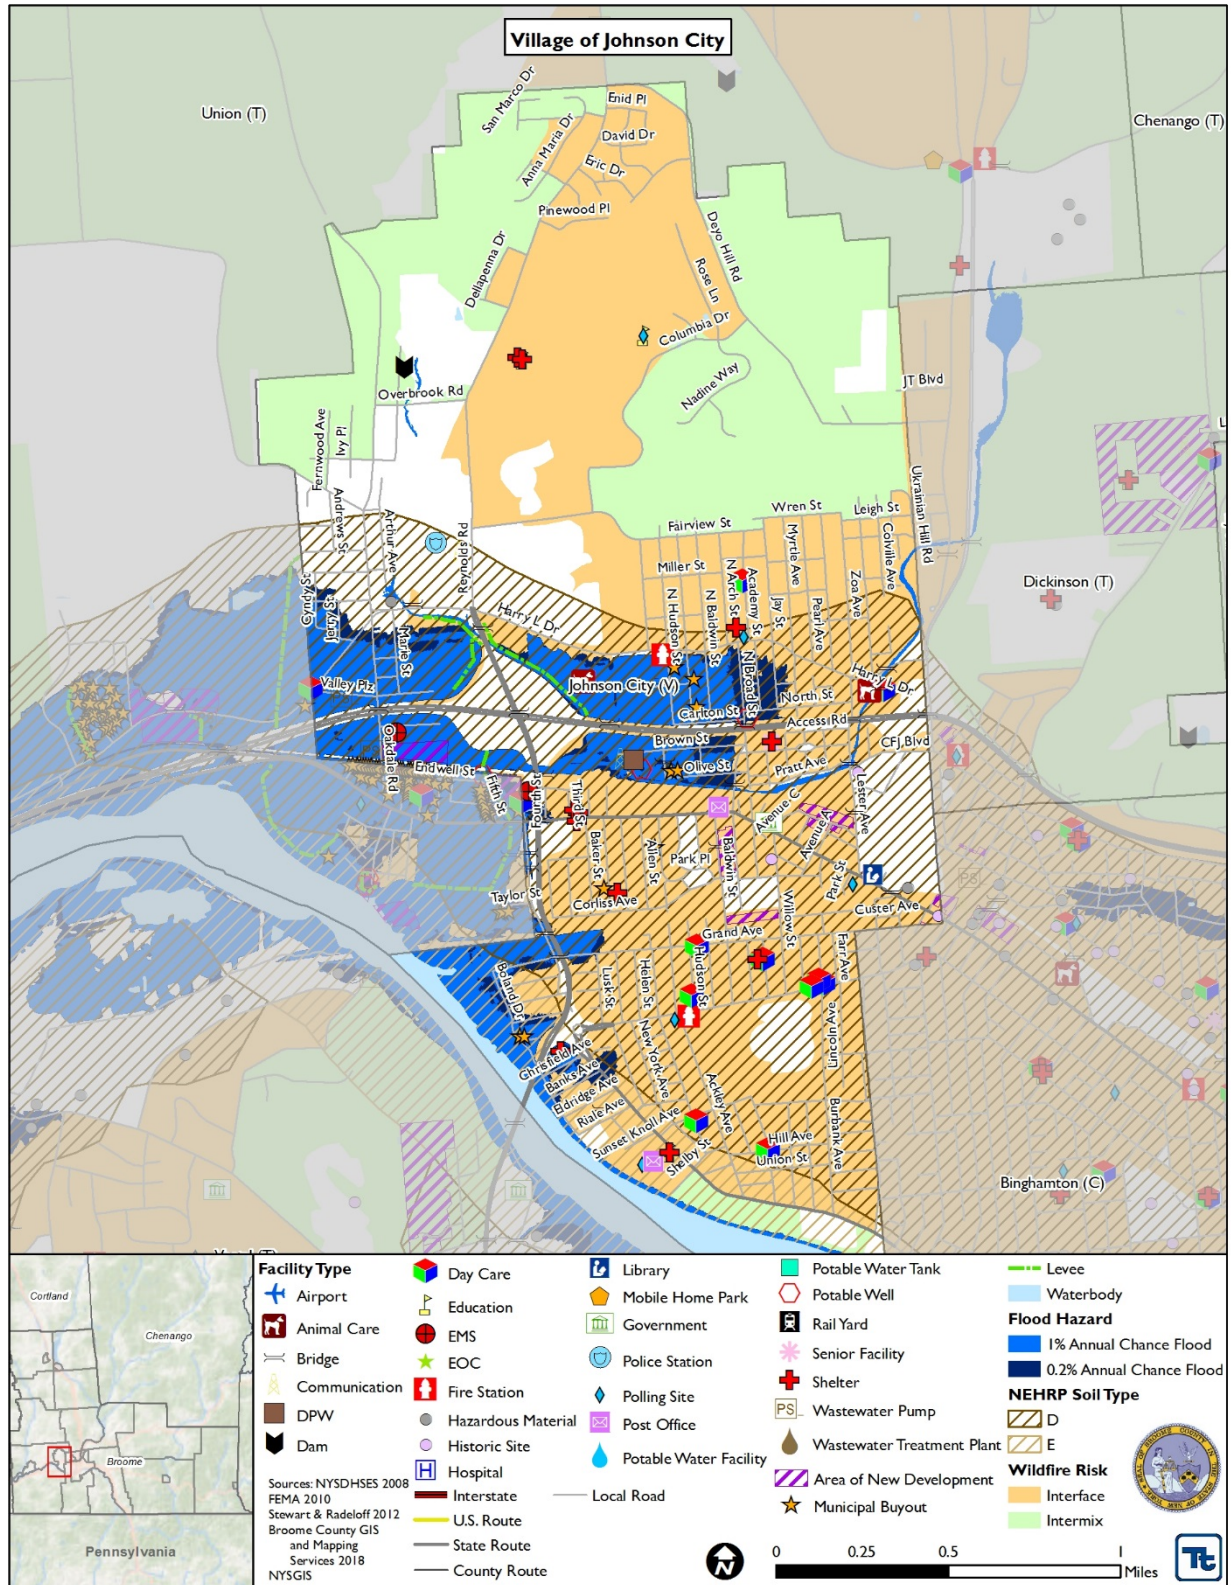 Village of Johnson City
Union (T)
Chenango (T)
San Marco Dr
Enid Pl
Anna Maria Dr
David Dr
Eric Dr
Pinewood Pl
Deyo Hill Rd
Dellapenna Dr
Rose Ln
Columbia Dr
Nadine Way
JT Blvd
Overbrook Rd
Fernwood Ave
Ivy Pl
Andrews St
Arthur Ave
Reynolds Rd
Ukrainian Hill Rd
Wren St
Leigh St
Fairview St
Myrtle Ave
Colville Ave
Miller St
N Arch St
Academy St
Zoa Ave
Dickinson (T)
Cyndy St
Jerry St
Marie St
Harry L Dr
N Hudson St
N Baldwin St
Jay St
Pearl Ave
N Broad St
Harry L Dr
Valley Plz
Johnson City (V)
North St
Carlton St
Access Rd
Brown St
CFJ Blvd
Oakdale Rd
Endwell St
Olive St
Pratt Ave
Fifth St
Fourth St
Third St
Avenue C
Lester Ave
Baker St
Allen St
Park Pl
Baldwin St
Avenue A
Park St
Taylor St
Corliss Ave
Willow St
Custer Ave
Grand Ave
Farr Ave
Boland Dr
Lusk St
Helen St
Hudson St
Lincoln Ave
Chrisfield Ave
New York Ave
Banks Ave
Eldridge Ave
Ackley Ave
Riale Ave
Burbank Ave
Sunset Knoll Ave
Hill Ave
Shelby St
Union St
Binghamton (C)
PS
Cortland
Chenango
Broome
Pennsylvania
Facility Type
Airport
Animal Care
Bridge
Communication
DPW
Dam
Sources: NYSDHSES 2008
FEMA 2010
Stewart & Radeloff 2012
Broome County GIS
and Mapping
Services 2018
NYSGIS
Day Care
Education
EMS
EOC
Fire Station
Hazardous Material
Historic Site
H Hospital
Interstate
U.S. Route
State Route
County Route
Library
Mobile Home Park
Government
Police Station
Polling Site
Post Office
Potable Water Facility
Local Road
Potable Water Tank
Potable Well
Rail Yard
Senior Facility
Shelter
PS Wastewater Pump
Wastewater Treatment Plant
Area of New Development
Municipal Buyout
Levee
Waterbody
Flood Hazard
1% Annual Chance Flood
0.2% Annual Chance Flood
NEHRP Soil Type
D
E
Wildfire Risk
Interface
Intermix
N
0 0.25 0.5 1
Miles
Tt